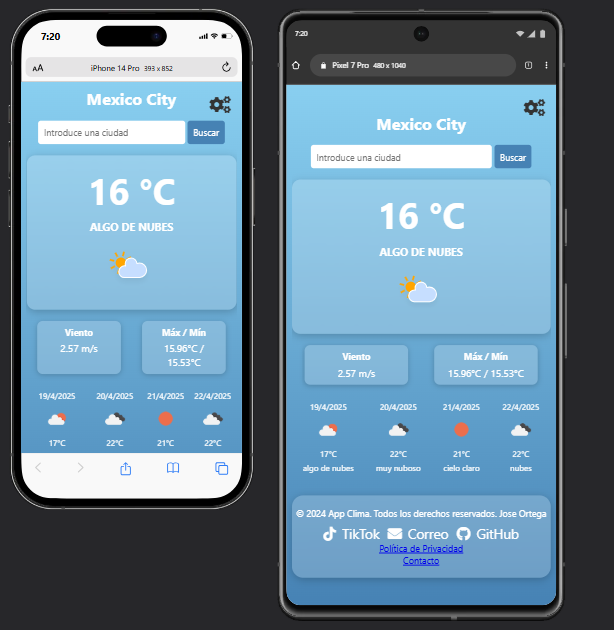 7:20
AA iPhone 14 Pro 393 x 852
Mexico City
Introduce una ciudad Buscar
16 °C
ALGO DE NUBES
Viento
2.57 m/s
Máx / Mín
15.96°C /
15.53°C
19/4/2025 20/4/2025 21/4/2025 22/4/2025
17°C 22°C 21°C 22°C
7:20
Pixel 7 Pro 480 x 1040
Mexico City
Introduce una ciudad Buscar
16 °C
ALGO DE NUBES
Viento
2.57 m/s
Máx / Mín
15.96°C / 15.53°C
19/4/2025 20/4/2025 21/4/2025 22/4/2025
17°C 22°C 21°C 22°C
algo de nubes muy nuboso cielo claro nubes
© 2024 App Clima. Todos los derechos reservados. Jose Ortega
TikTok Correo GitHub
Política de Privacidad
Contacto